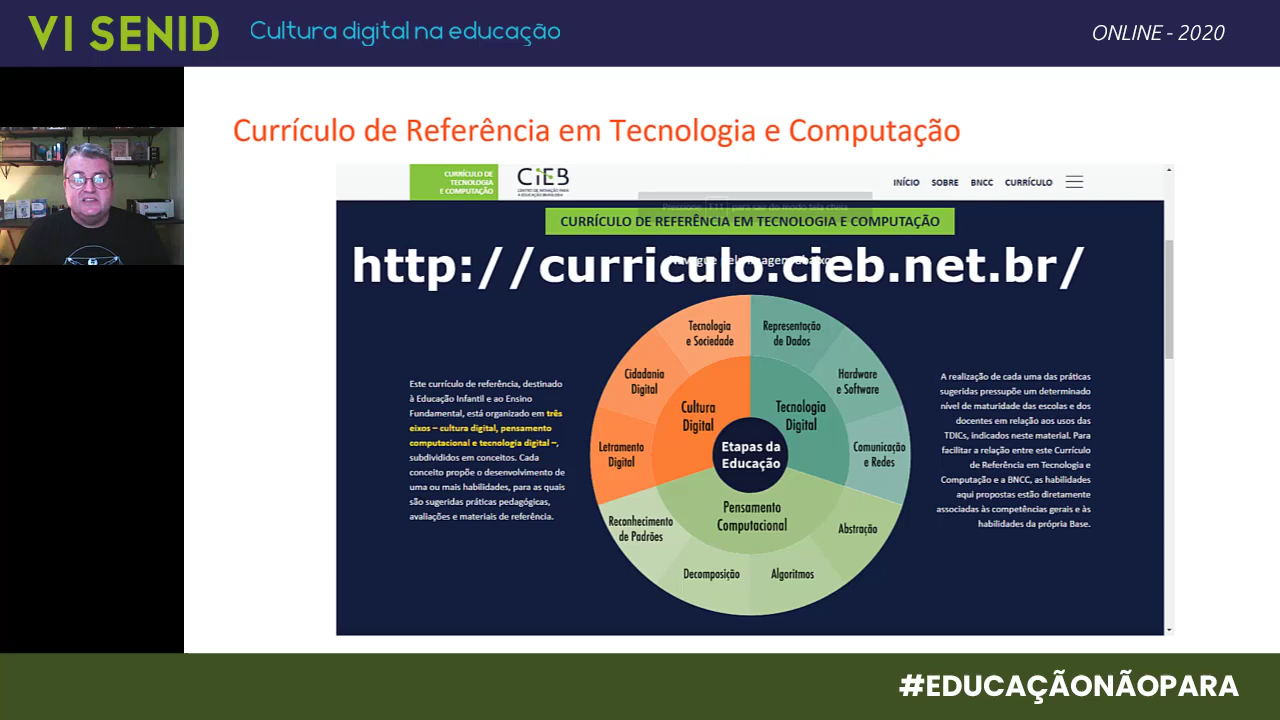 VI SENID
Cultura digital na educação
ONLINE - 2020
Currículo de Referência em Tecnologia e Computação
CURRÍCULO DE
TECNOLOGIA
E COMPUTAÇÃO
CIEB
CENTRO DE INOVAÇÃO PARA
A EDUCAÇÃO BRASILEIRA
INÍCIO SOBRE BNCC CURRÍCULO
CURRÍCULO DE REFERÊNCIA EM TECNOLOGIA E COMPUTAÇÃO
http://curriculo.cieb.net.br/
Este currículo de referência, destinado
à Educação Infantil e ao Ensino
Fundamental, está organizado em três
eixos – cultura digital, pensamento
computacional e tecnologia digital –,
subdivididos em conceitos. Cada
conceito propõe o desenvolvimento de
uma ou mais habilidades, para as quais
são sugeridas práticas pedagógicas,
avaliações e materiais de referência.
Tecnologia
e Sociedade
Representação
de Dados
Cidadania
Digital
Hardware
e Software
Cultura
Digital
Tecnologia
Digital
Letramento
Digital
Etapas da
Educação
Comunicação
e Redes
Pensamento
Computacional
Reconhecimento
de Padrões
Abstração
Decomposição
Algoritmos
A realização de cada uma das práticas
sugeridas pressupõe um determinado
nível de maturidade das escolas e dos
docentes em relação aos usos das
TDICs, indicados neste material. Para
facilitar a relação entre este Currículo
de Referência em Tecnologia e
Computação e a BNCC, as habilidades
aqui propostas estão diretamente
associadas às competências gerais e às
habilidades da própria Base.
#EDUCAÇÃONÃOPARA